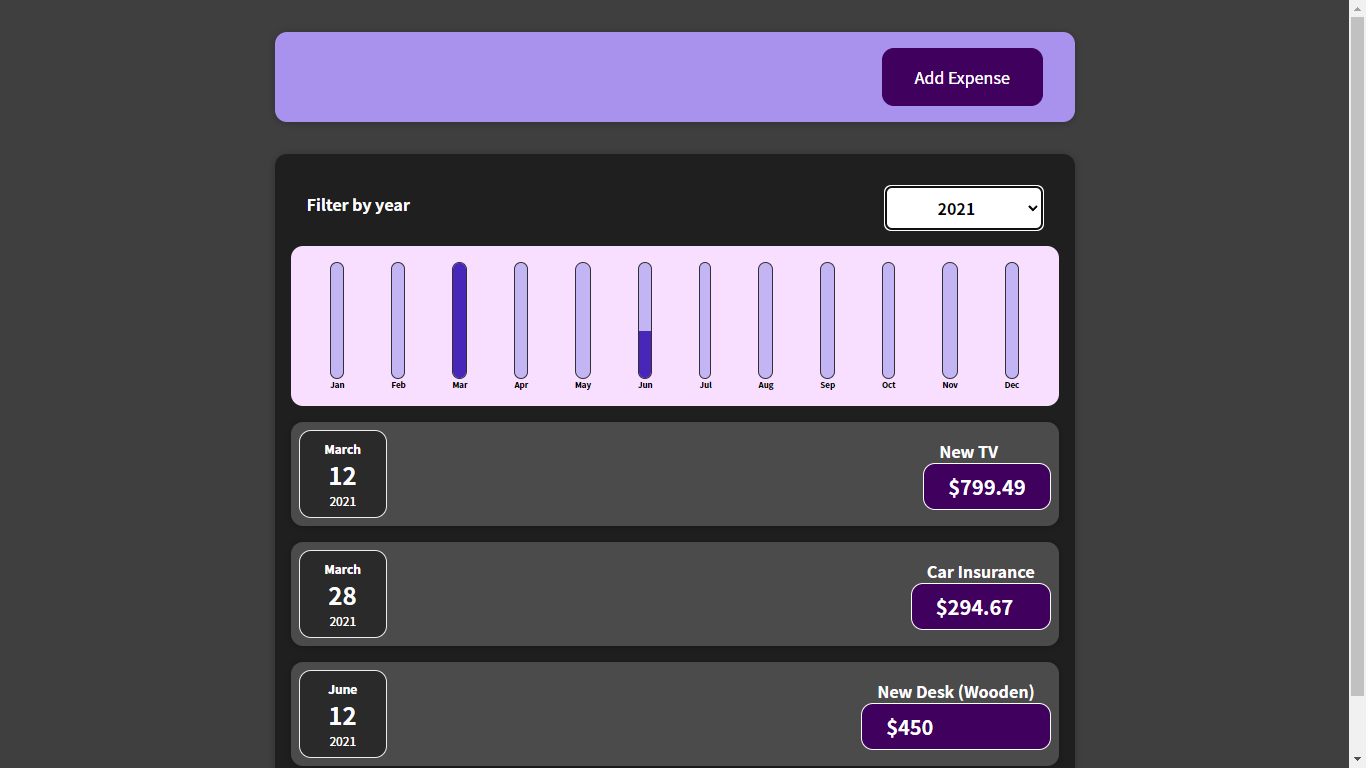 Add Expense
Filter by year
2021
Jan Feb Mar Apr May Jun Jul Aug Sep Oct Nov Dec
March
12
2021
New TV
$799.49
March
28
2021
Car Insurance
$294.67
June
12
2021
New Desk (Wooden)
$450